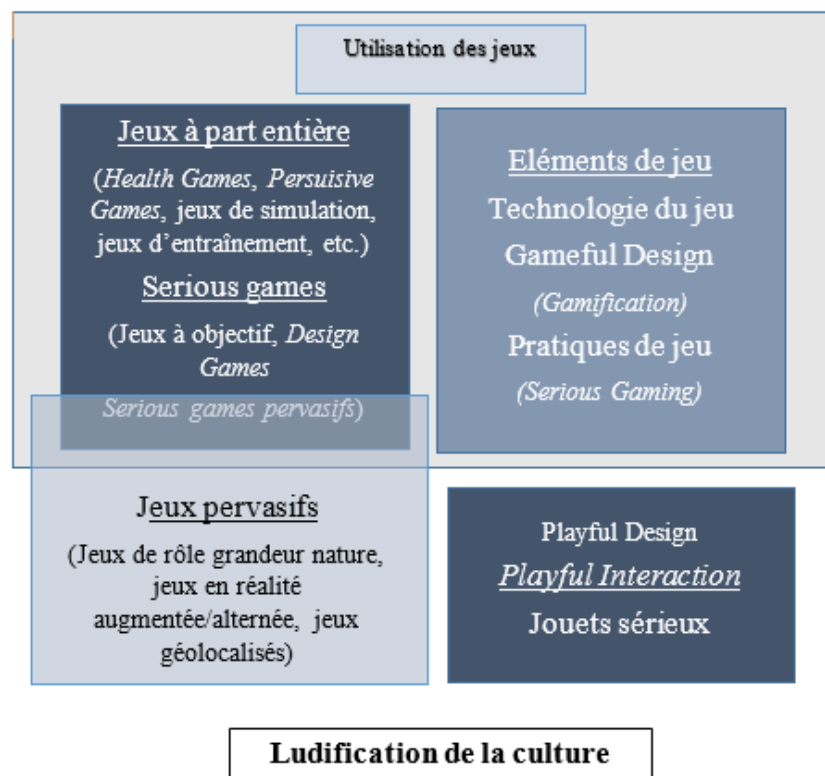 Utilisation des jeux
Jeux à part entière
(Health Games, Persuisive
Games, jeux de simulation,
jeux d'entraînement, etc.)
Serious games
(Jeux à objectif, Design
Games
Serious games pervasifs)
Eléments de jeu
Technologie du jeu
Gameful Design
(Gamification)
Pratiques de jeu
(Serious Gaming)
Jeux pervasifs
(Jeux de rôle grandeur nature,
jeux en réalité
augmentée/alternée, jeux
géolocalisés)
Playful Design
Playful Interaction
Jouets sérieux
Ludification de la culture